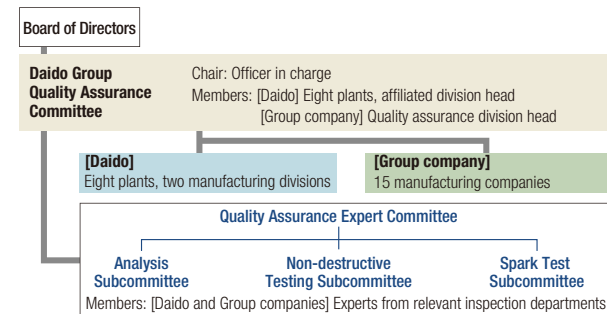 Board of Directors
Daido Group
Quality Assurance
Committee
Chair: Officer in charge
Members: [Daido] Eight plants, affiliated division head
[Group company] Quality assurance division head
[Daido]
Eight plants, two manufacturing divisions
[Group company]
15 manufacturing companies
Quality Assurance Expert Committee
Analysis
Subcommittee
Non-destructive
Testing Subcommittee
Spark Test
Subcommittee
Members: [Daido and Group companies] Experts from relevant inspection departments